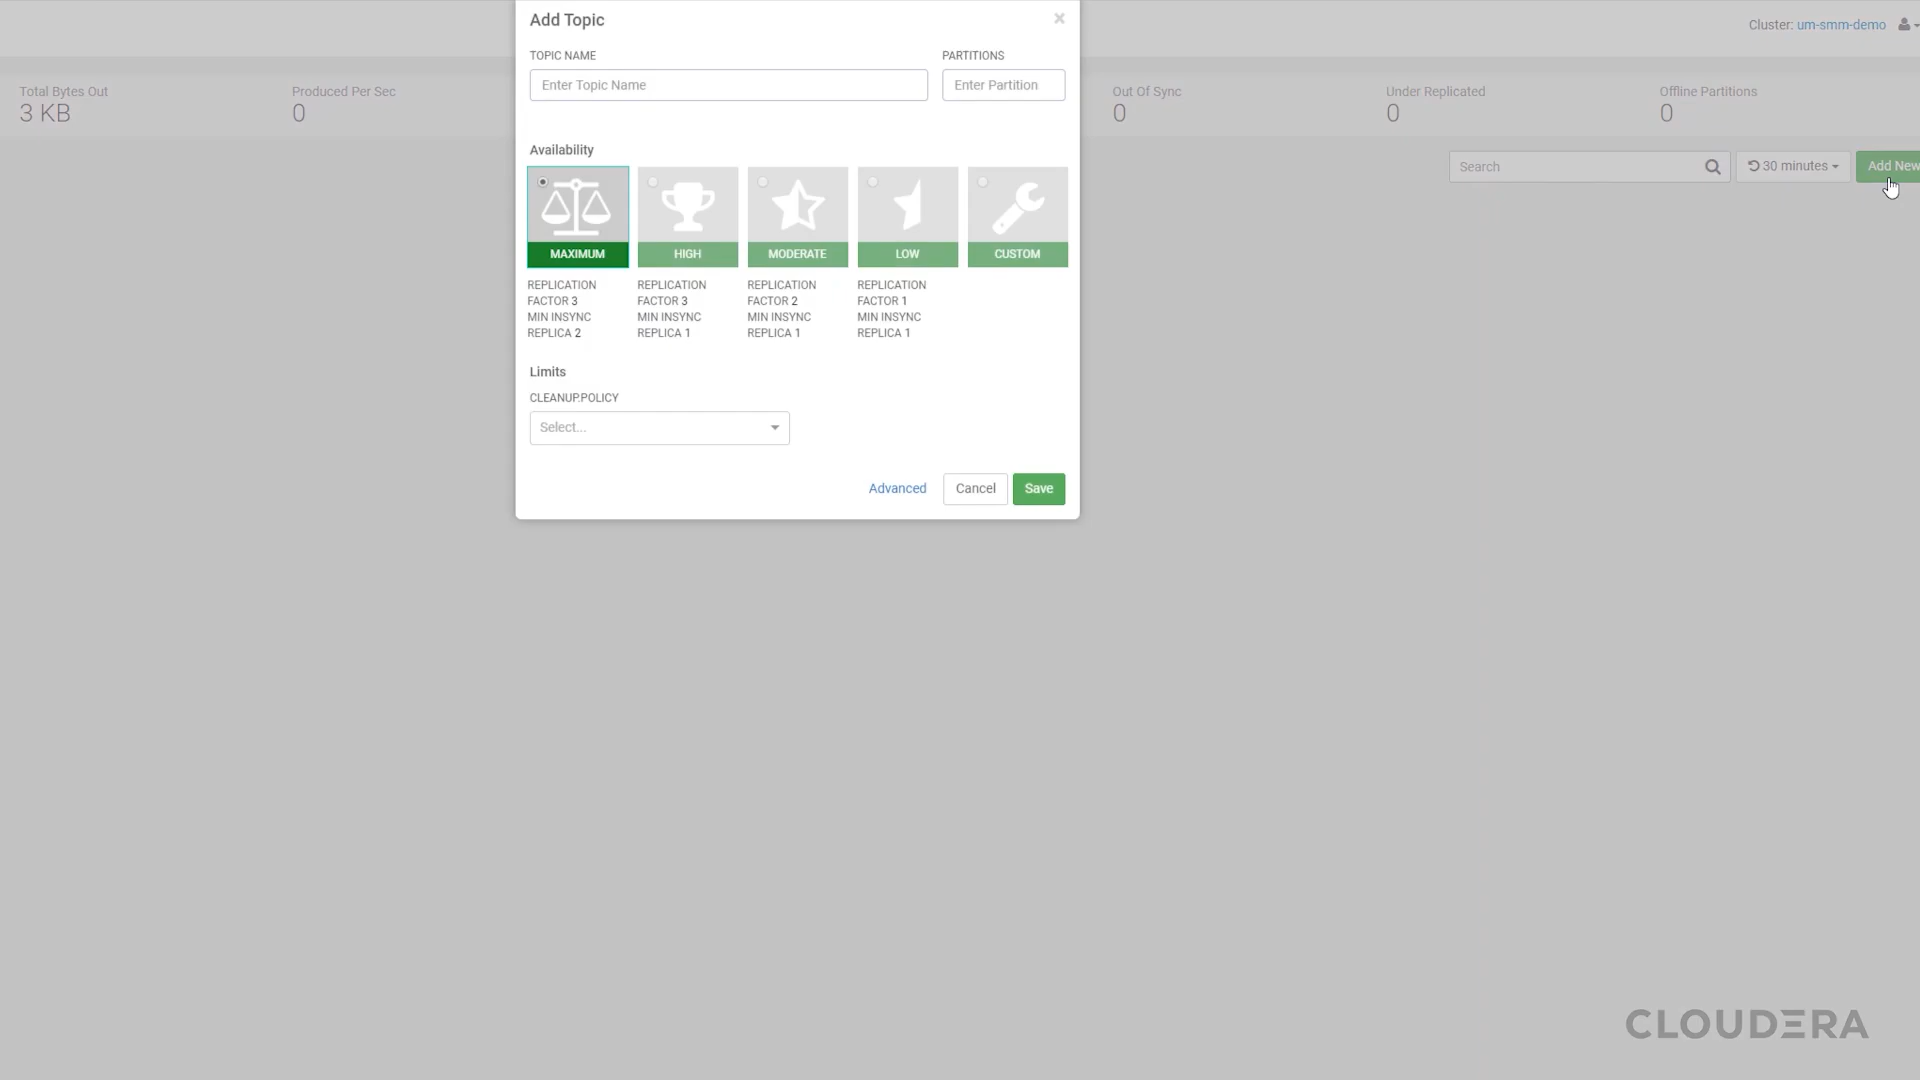 Add Topic
×
Cluster: um-smm-demo
TOPIC NAME
PARTITIONS
Enter Topic Name
Enter Partition
Total Bytes Out
3 KB
Produced Per Sec
0
Out Of Sync
0
Under Replicated
0
Offline Partitions
0
Availability
Search
30 minutes
Add New
MAXIMUM
HIGH
MODERATE
LOW
CUSTOM
REPLICATION
FACTOR 3
MIN INSYNC
REPLICA 2
REPLICATION
FACTOR 3
MIN INSYNC
REPLICA 1
REPLICATION
FACTOR 2
MIN INSYNC
REPLICA 1
REPLICATION
FACTOR 1
MIN INSYNC
REPLICA 1
Limits
CLEANUP.POLICY
Select...
Advanced
Cancel
Save
CLOUDERA